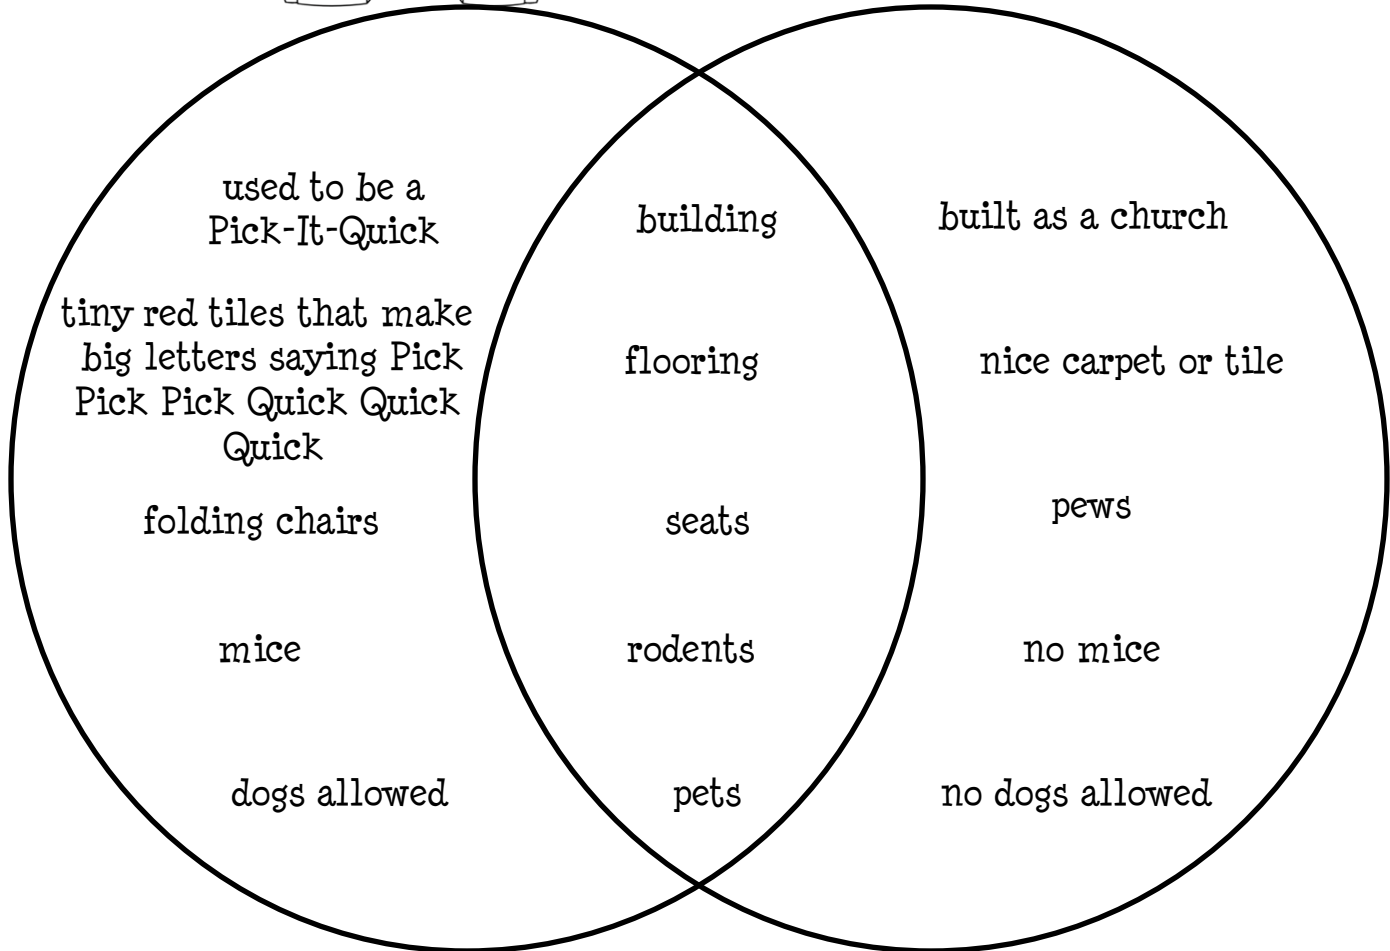 used to be a
Pick-It-Quick
tiny red tiles that make
big letters saying Pick
Pick Pick Quick Quick
Quick
folding chairs
mice
dogs allowed
building
flooring
seats
rodents
pets
built as a church
nice carpet or tile
pews
no mice
no dogs allowed